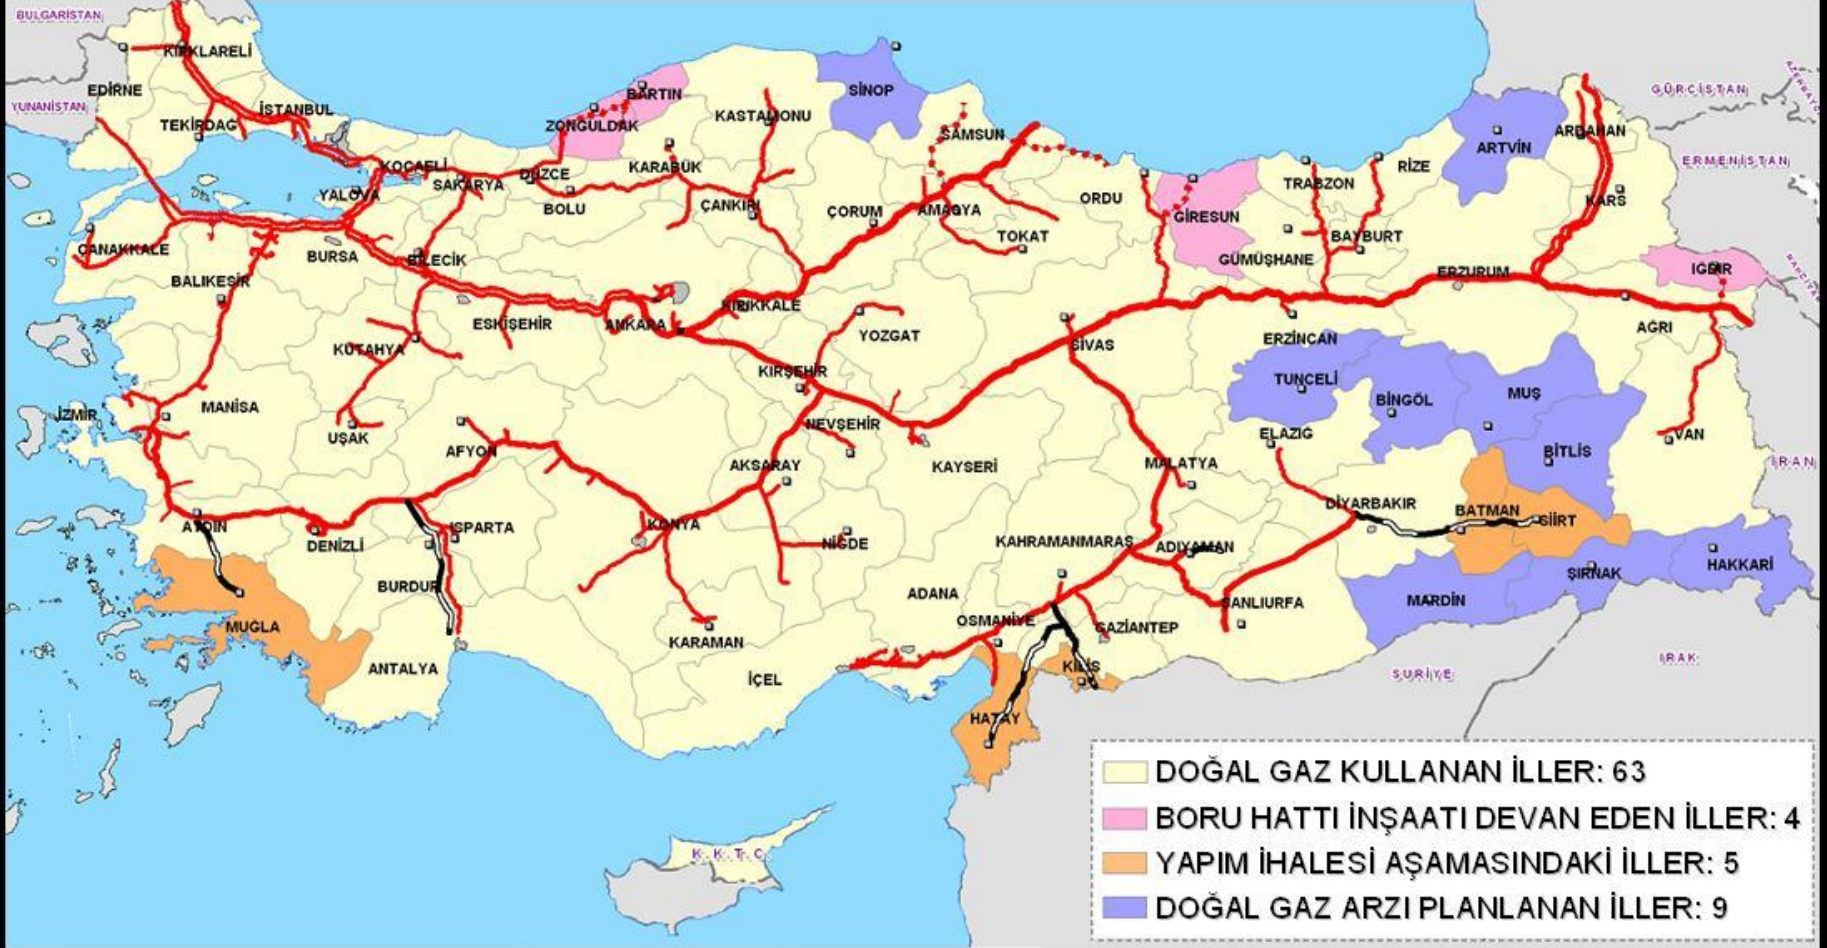 BULGARİSTAN
KIRKLARELİ
EDİRNE
YUNANİSTAN
TEKİRDAĞ
İSTANBUL
KOCAELİ
YALOVA
SAKARYA
DÜZCE
BOLU
ZONGULDAK
BARTIN
KARABÜK
KASTAMONU
SİNOP
ÇANKIRI
ÇORUM
SAMSUN
AMASYA
TOKAT
ORDU
GİRESUN
GÜMÜŞHANE
TRABZON
BAYBURT
RİZE
ARTVİN
ARDAHAN
KARS
GÜRCİSTAN
ERMENİSTAN
IĞDIR
ÇANAKKALE
BALIKESİR
BURSA
BİLECİK
KÜTAHYA
ESKİŞEHİR
ANKARA
KIRIKKALE
YOZGAT
KIRŞEHİR
SİVAS
ERZİNCAN
ERZURUM
AĞRI
İZMİR
MANİSA
UŞAK
AFYON
AKSARAY
NEVŞEHİR
KAYSERİ
MALATYA
ELAZIĞ
TUNCELİ
BİNGÖL
MUŞ
BİTLİS
VAN
İRAN
AYDIN
DENİZLİ
ISPARTA
BURDUR
KONYA
NİĞDE
KAHRAMANMARAŞ
ADIYAMAN
DİYARBAKIR
BATMAN
SİİRT
ŞIRNAK
HAKKARİ
MARDİN
ŞANLIURFA
MUĞLA
ANTALYA
KARAMAN
İÇEL
ADANA
OSMANİYE
GAZİANTEP
KİLİS
HATAY
SURİYE
IRAK
K.K.T.C.
DOĞAL GAZ KULLANAN İLLER: 63
BORU HATTI İNŞAATI DEVAN EDEN İLLER: 4
YAPIM İHALESİ AŞAMASINDAKİ İLLER: 5
DOĞAL GAZ ARZI PLANLANAN İLLER: 9